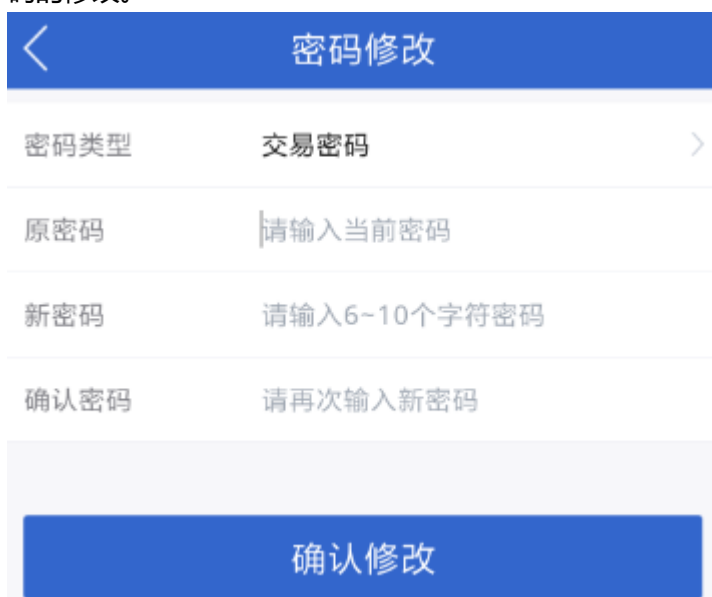 密码修改
密码类型 交易密码
原密码 请输入当前密码
新密码 请输入6~10个字符密码
确认密码 请再次输入新密码
确认修改